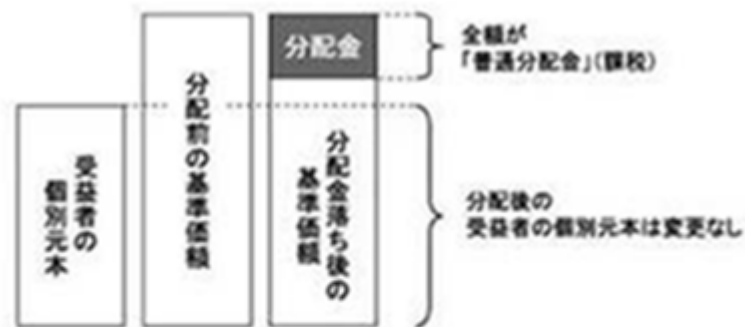 分配金
全額が
「普通分配金」(課税)
受益者の
個別元本
分配前の基準価額
分配金落ち後の
基準価額
分配後の
受益者の個別元本は変更なし